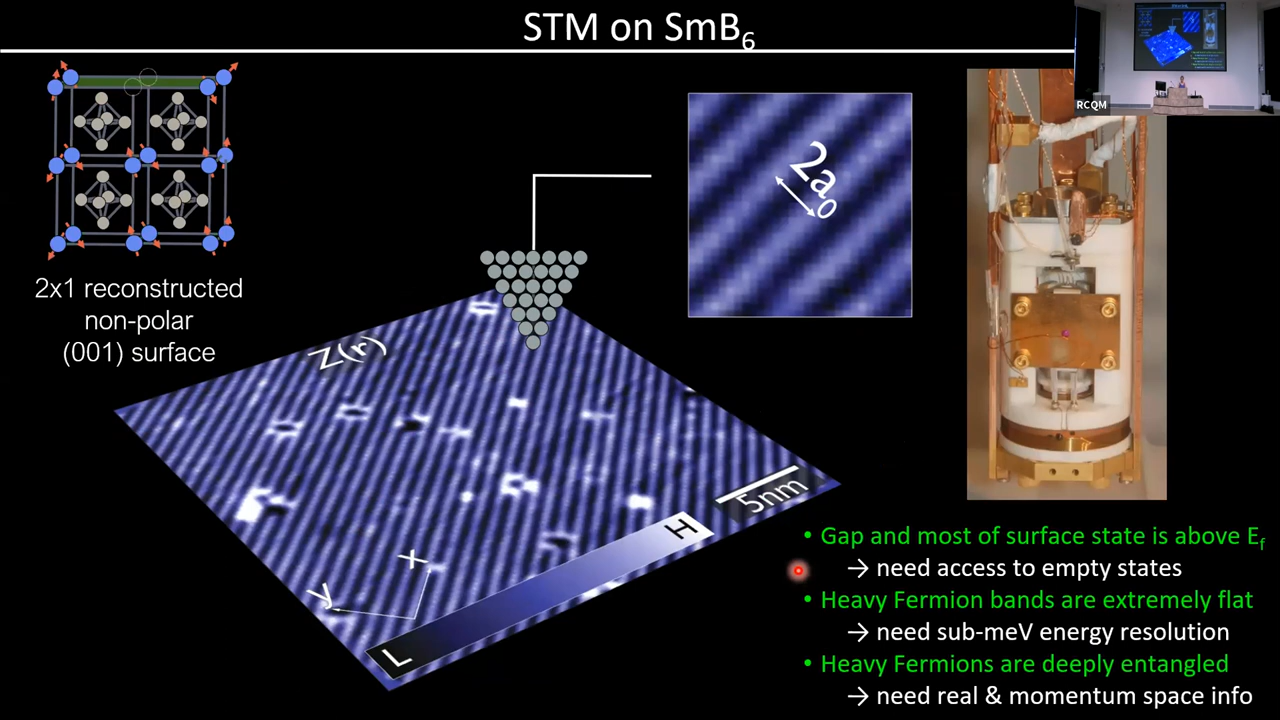 STM on SmB6
RCQM
2x1 reconstructed
non-polar
(001) surface
2a0
Z(r)
5nm
x
y
H
L
• Gap and most of surface state is above Ef
→ need access to empty states
• Heavy Fermion bands are extremely flat
→ need sub-meV energy resolution
• Heavy Fermions are deeply entangled
→ need real & momentum space info